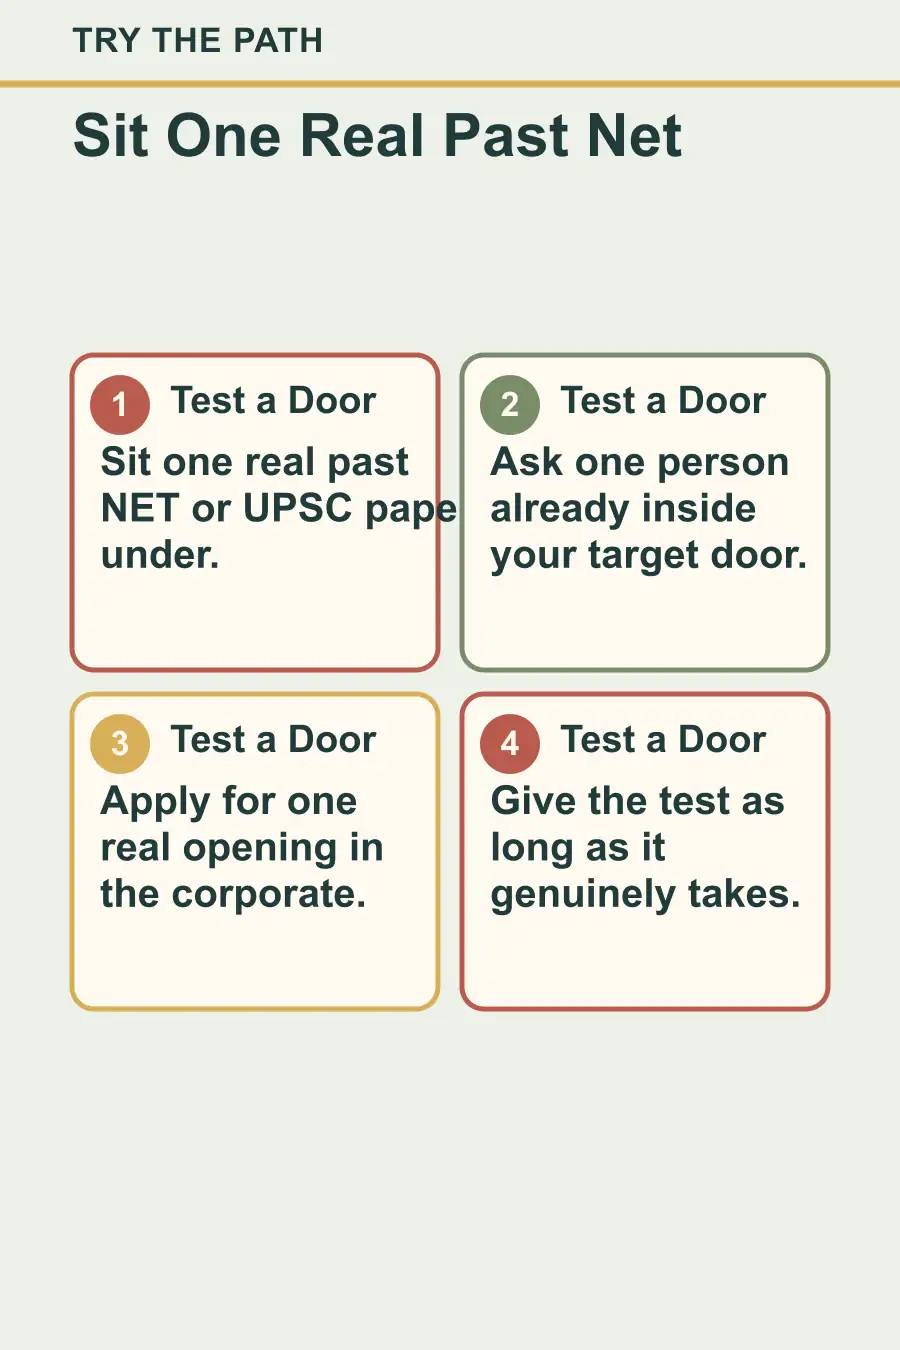 TRY THE PATH
Sit One Real Past Net
1
Test a Door
Sit one real past
NET or UPSC pape
under.
2
Test a Door
Ask one person
already inside
your target door.
3
Test a Door
Apply for one
real opening in
the corporate.
4
Test a Door
Give the test as
long as it
genuinely takes.